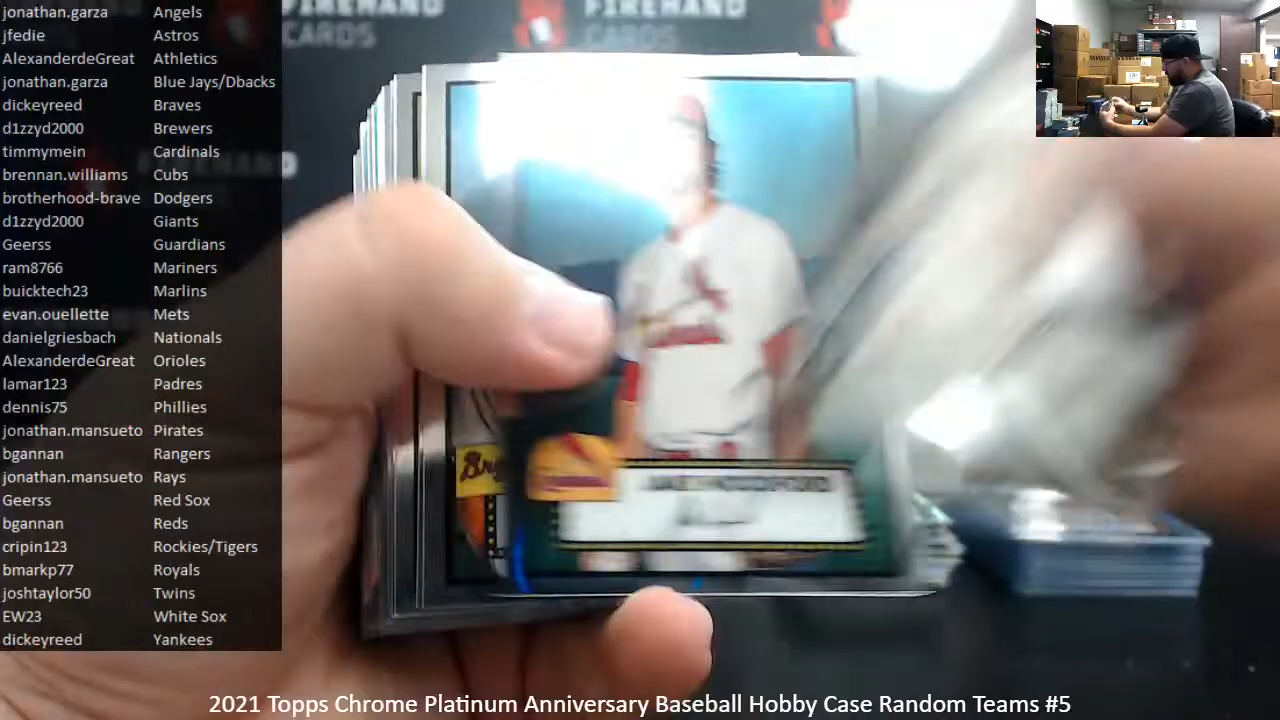 FIREHAND
CARDS
FIREHAND
CARDS
FIREHAND
jonathan.garza Angels
jfedie Astros
AlexanderdeGreat Athletics
jonathan.garza Blue Jays/Dbacks
dickeyreed Braves
d1zzyd2000 Brewers
timmymein Cardinals
brennan.williams Cubs
brotherhood-brave Dodgers
d1zzyd2000 Giants
Geerss Guardians
ram8766 Mariners
buicktech23 Marlins
evan.ouellette Mets
danielgriesbach Nationals
AlexanderdeGreat Orioles
lamar123 Padres
dennis75 Phillies
jonathan.mansueto Pirates
bgannan Rangers
jonathan.mansueto Rays
Geerss Red Sox
bgannan Reds
cripin123 Rockies/Tigers
bmarkp77 Royals
joshtaylor50 Twins
EW23 White Sox
dickeyreed Yankees
2021 Topps Chrome Platinum Anniversary Baseball Hobby Case Random Teams #5